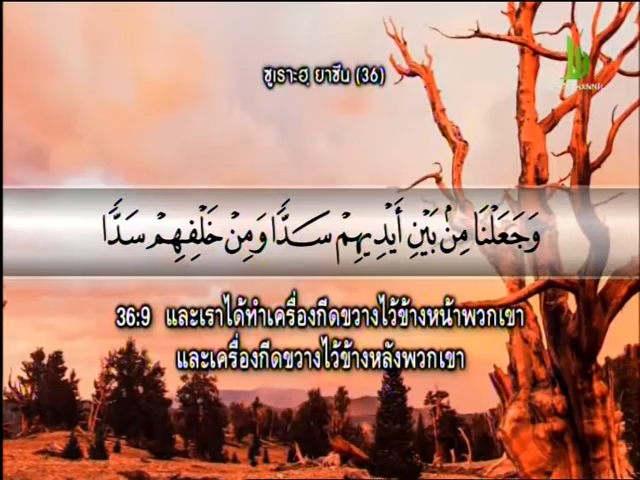 ซูเราะฮฺ ยาซีน (36)
وَجَعَلْنَا مِنۢ بَيْنِ أَيْدِيهِمْ سَدًّا وَمِنْ خَلْفِهِمْ سَدًّا
36:9 และเราได้ทำเครื่องกีดขวางไว้ข้างหน้าพวกเขา
และเครื่องกีดขวางไว้ข้างหลังพวกเขา